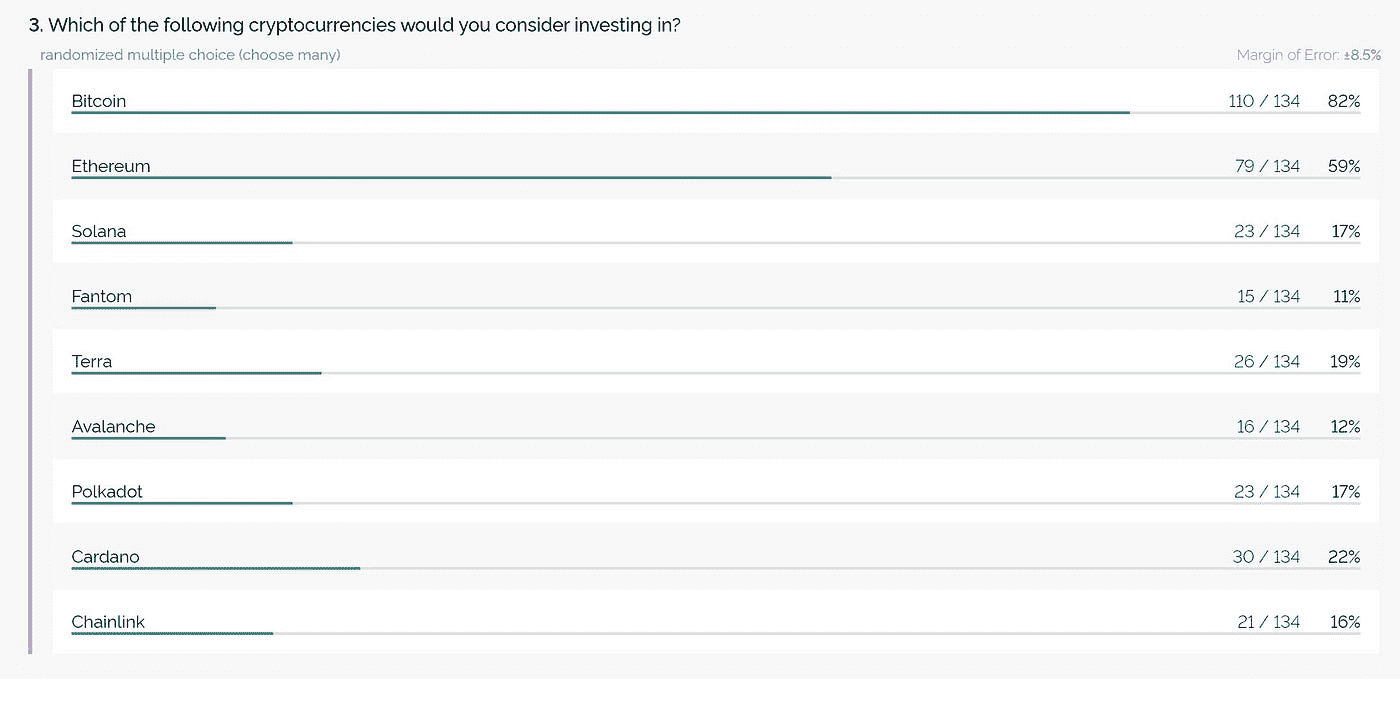 3. Which of the following cryptocurrencies would you consider investing in?
randomized multiple choice (choose many) Margin of Error: ±8.5%
Bitcoin 110 / 134 82%
Ethereum 79 / 134 59%
Solana 23 / 134 17%
Fantom 15 / 134 11%
Terra 26 / 134 19%
Avalanche 16 / 134 12%
Polkadot 23 / 134 17%
Cardano 30 / 134 22%
Chainlink 21 / 134 16%